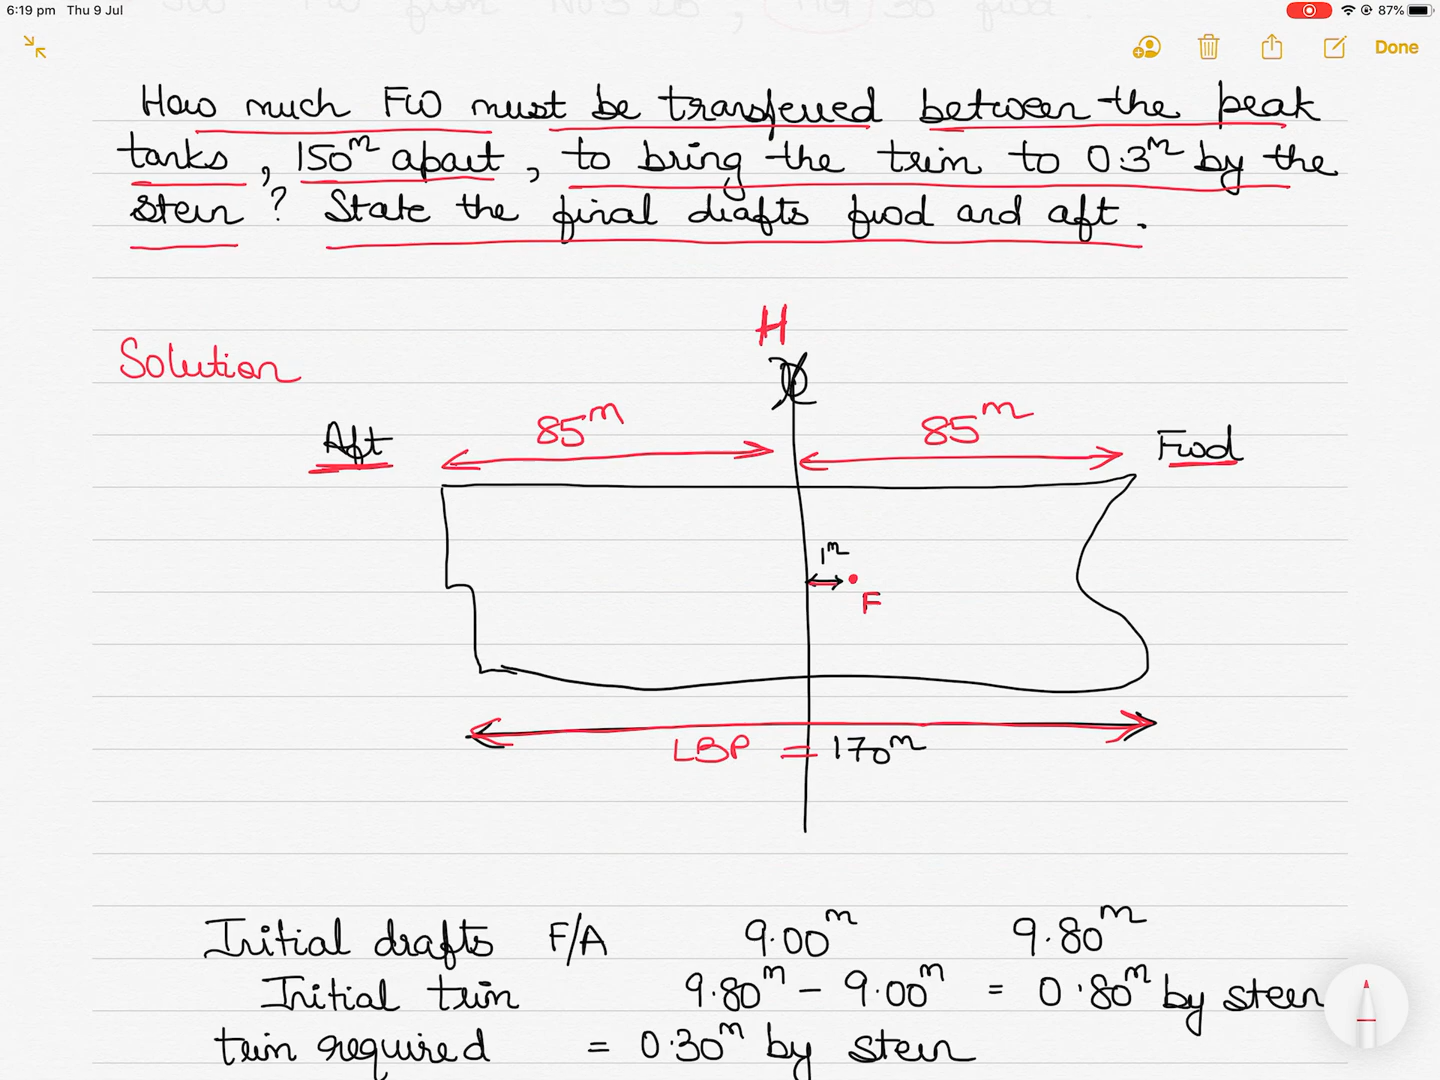 6:19 pm Thu 9 Jul
87%
Done
How much FW must be transferred between the peak
tanks, 150m apart, to bring the trim to 0.3m by the
stern? State the final drafts fwd and aft.
H
Solution
85m
85m
Aft
Fwd
1m
F
LBP = 170m
Initial drafts F/A 9.00m 9.80m
Initial trim 9.80m - 9.00m = 0.80m by stern
trim required = 0.30m by stern